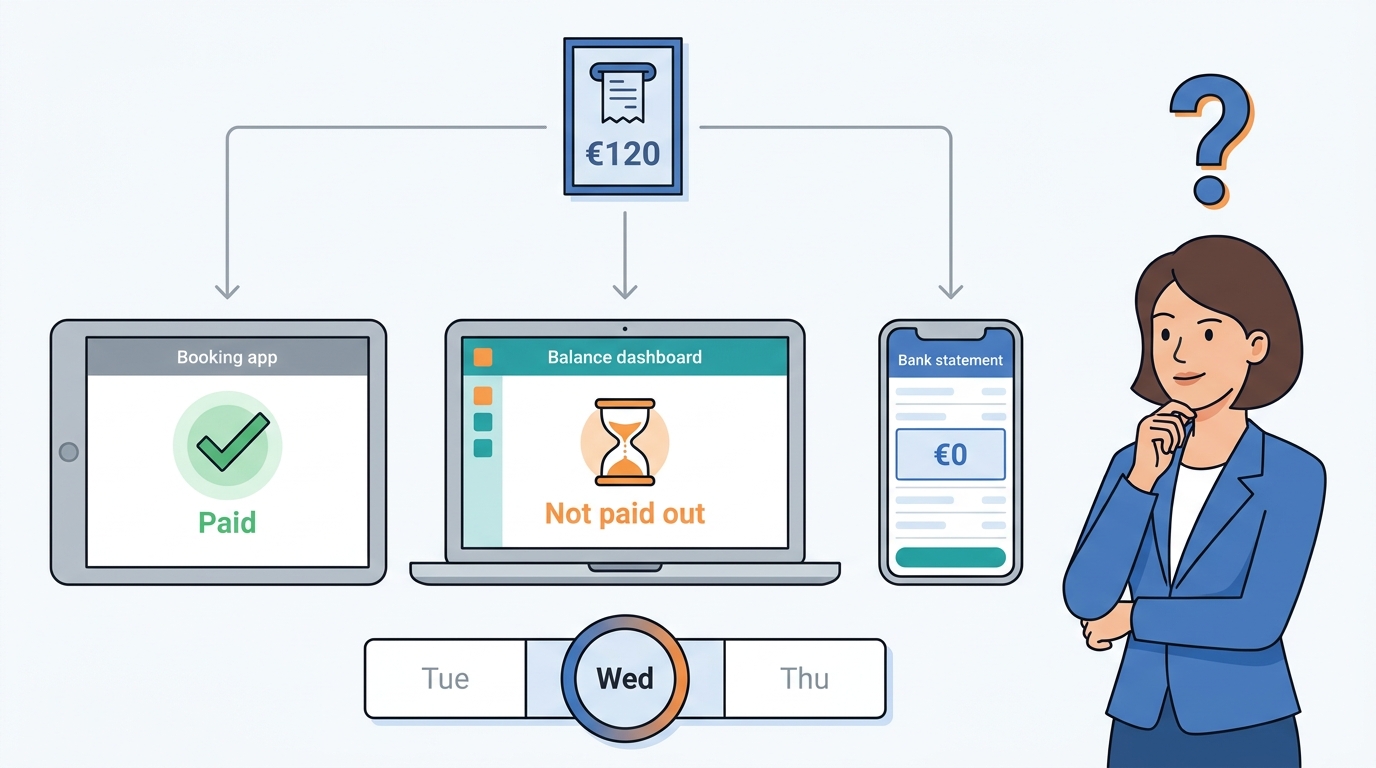 ?
€120
Booking app
Paid
Balance dashboard
Not paid out
Bank statement
€0
Tue
Wed
Thu